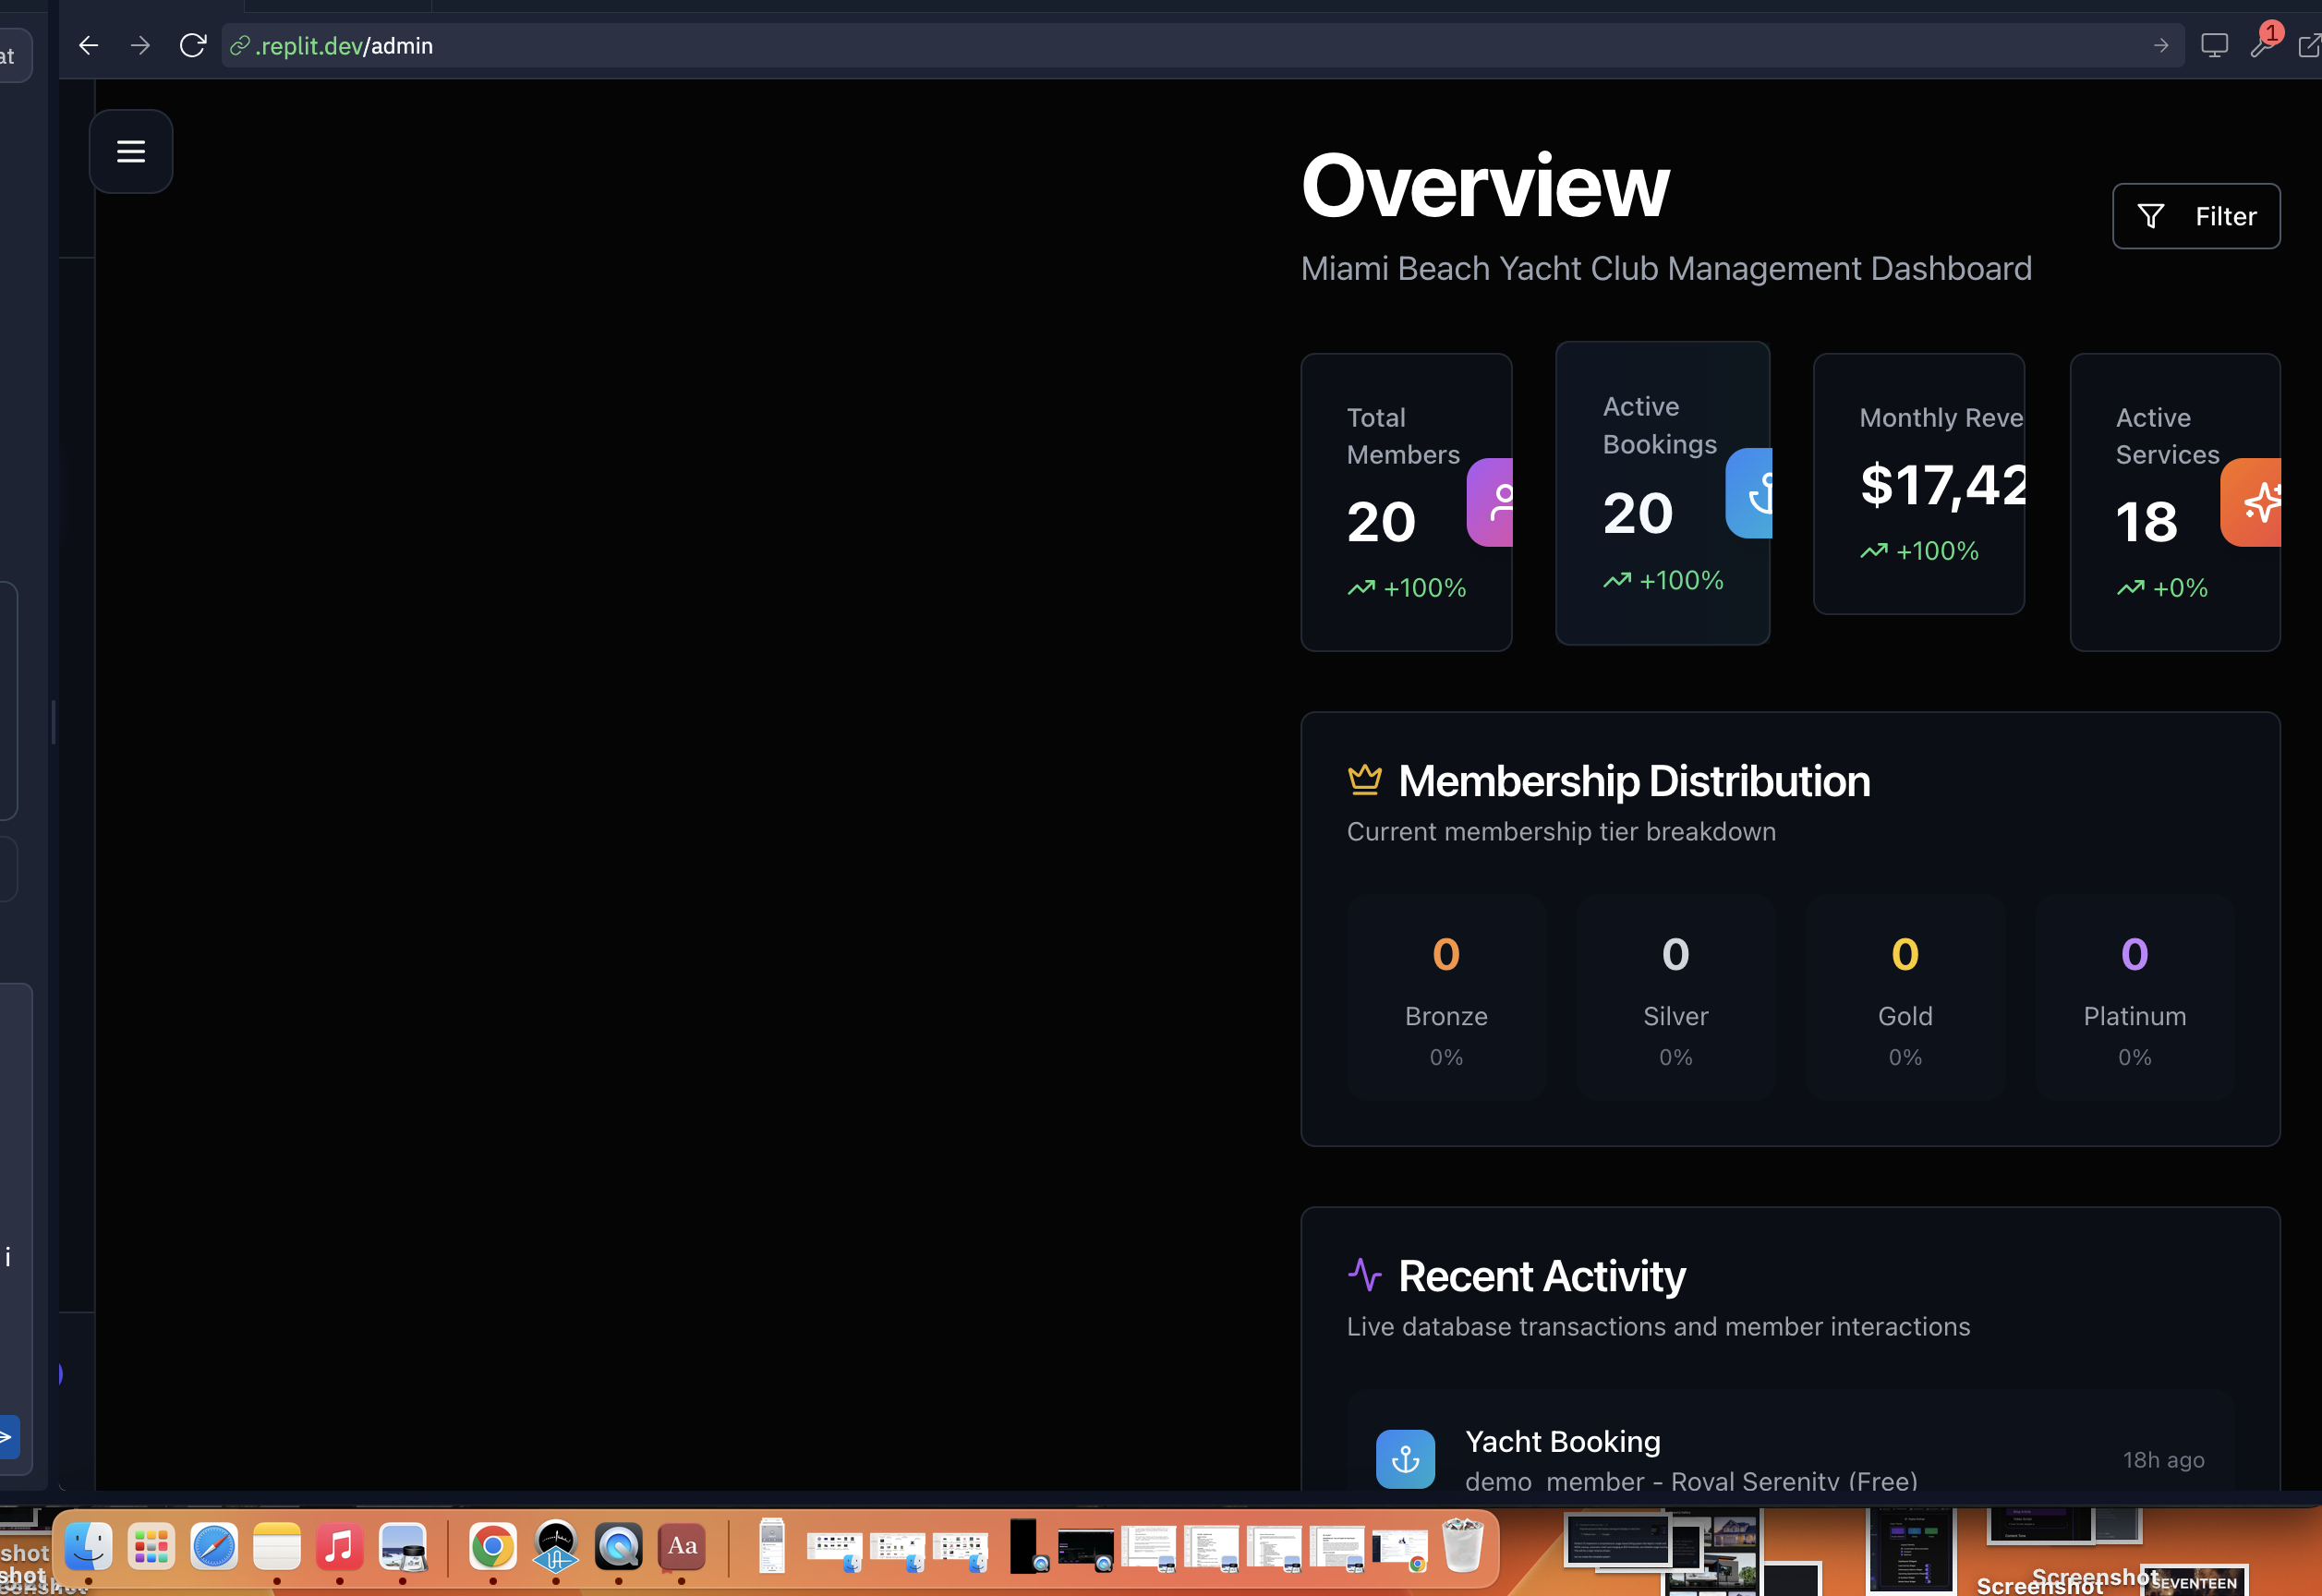 at
.replit.dev/admin
1
Overview
Filter
Miami Beach Yacht Club Management Dashboard
Total
Members
20
+100%
Active
Bookings
20
+100%
Monthly Reve
$17,42
+100%
Active
Services
18
+0%
Membership Distribution
Current membership tier breakdown
0
Bronze
0%
0
Silver
0%
0
Gold
0%
0
Platinum
0%
Recent Activity
Live database transactions and member interactions
i
Yacht Booking
18h ago
demo_member - Royal Serenity (Free)
Aa
shot
shot
Screenshot
Screenshot
SEVENTEEN